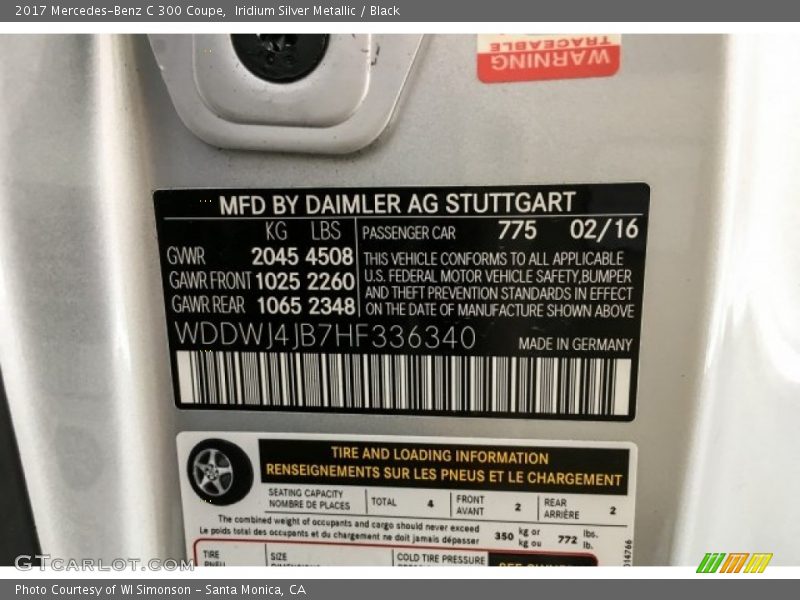 2017 Mercedes-Benz C 300 Coupe,  Iridium Silver Metallic / Black
WARNING
TRACEABLE
MFD BY DAIMLER AG STUTTGART
KG LBS PASSENGER CAR 775 02/16
GVWR 2045 4508
GAWR FRONT 1025 2260
GAWR REAR 1065 2348
THIS VEHICLE CONFORMS TO ALL APPLICABLE
U.S. FEDERAL MOTOR VEHICLE SAFETY,BUMPER
AND THEFT PREVENTION STANDARDS IN EFFECT
ON THE DATE OF MANUFACTURE SHOWN ABOVE
WDDWJ4JB7HF336340 MADE IN GERMANY
TIRE AND LOADING INFORMATION
RENSEIGNEMENTS SUR LES PNEUS ET LE CHARGEMENT
SEATING CAPACITY
NOMBRE DE PLACES
TOTAL 4
FRONT
AVANT
2
REAR
ARRIÈRE
2
The combined weight of occupants and cargo should never exceed
Le poids total des occupants et du chargement ne doit jamais dépasser
350 kg or
kg ou
772 lbs.
lb.
TIRE SIZE COLD TIRE PRESSURE
GTCarLot.com
Photo Courtesy of WI Simonson - Santa Monica, CA